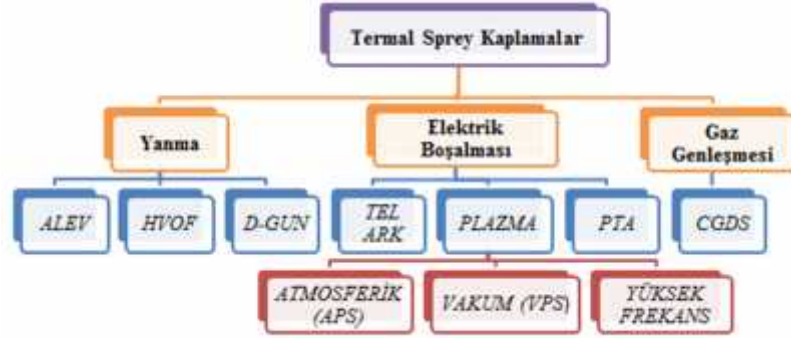 Termal Sprey Kaplamalar
Yanma
Elektrik
Boşalması
Gaz
Genleşmesi
ALEV
HVOF
D-GUN
TEL
ARK
PLAZMA
PTA
CGDS
ATMOSFERİK
(APS)
VAKUM (VPS)
YÜKSEK
FREKANS